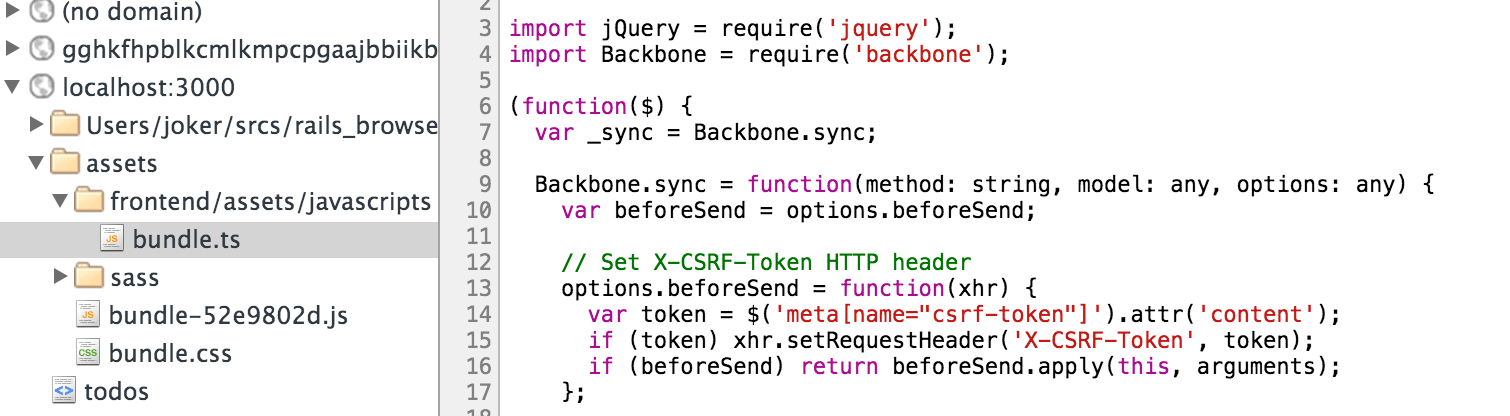 (no domain)
gghkfhpblkcmlkmpcpgaajbbiikb
localhost:3000
Users/joker/srcs/rails_browse
assets
frontend/assets/javascripts
bundle.ts
sass
bundle-52e9802d.js
bundle.css
todos
2
3 import jQuery = require('jquery');
4 import Backbone = require('backbone');
5
6 (function($) {
7 var _sync = Backbone.sync;
8
9 Backbone.sync = function(method: string, model: any, options: any) {
10 var beforeSend = options.beforeSend;
11
12 // Set X-CSRF-Token HTTP header
13 options.beforeSend = function(xhr) {
14 var token = $('meta[name="csrf-token"]').attr('content');
15 if (token) xhr.setRequestHeader('X-CSRF-Token', token);
16 if (beforeSend) return beforeSend.apply(this, arguments);
17 };
18